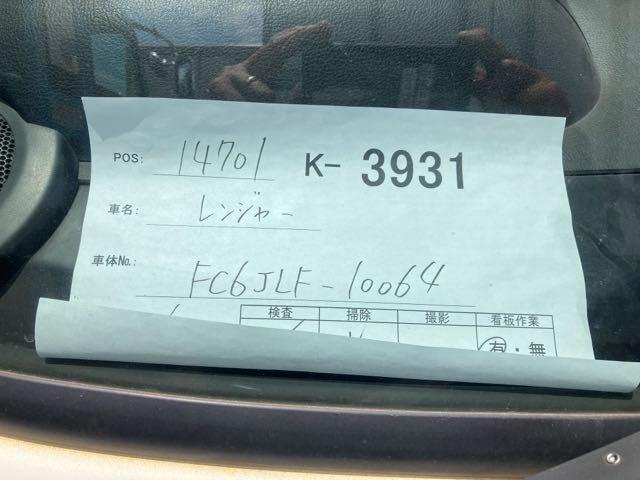 POS: 14701 K- 3931
車名: レンジャー
車体No.: FC6JLF-10064
検査 掃除 撮影 看板作業
有・無